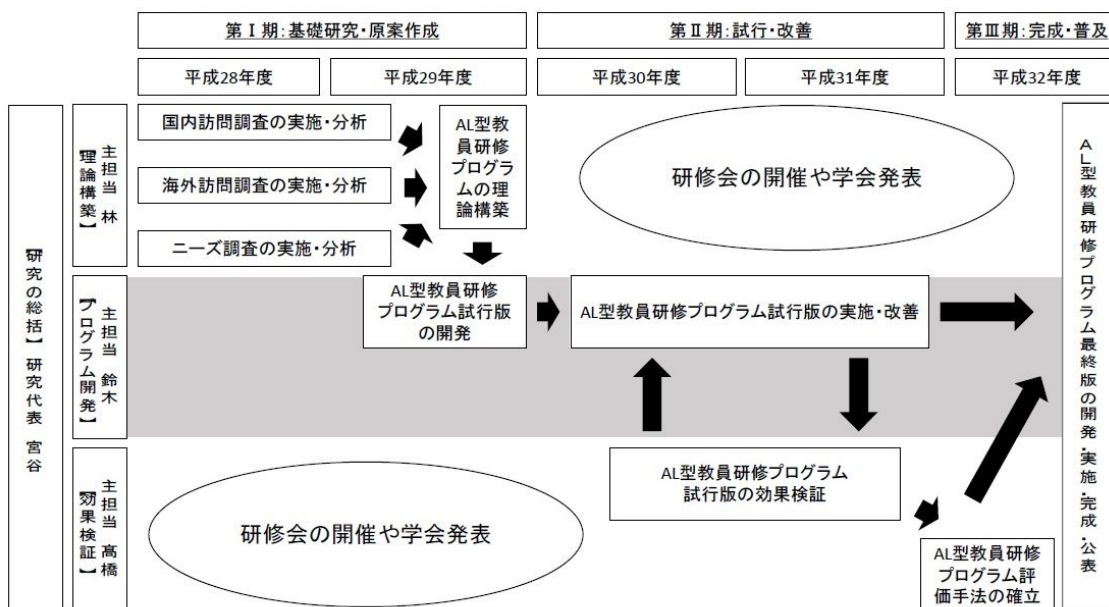 第Ⅰ期:基礎研究・原案作成
第Ⅱ期:試行・改善
第Ⅲ期:完成・普及
平成28年度
平成29年度
平成30年度
平成31年度
平成32年度
【研究の総括】 研究代表 宮谷
主担当 林
【理論構築】
国内訪問調査の実施・分析
海外訪問調査の実施・分析
ニーズ調査の実施・分析
AL型教
員研修
プログラ
ムの理
論構築
研修会の開催や学会発表
主担当 鈴木
【プログラム開発】
AL型教員研修
プログラム試行版
の開発
AL型教員研修プログラム試行版の実施・改善
主担当 高橋
【効果検証】
研修会の開催や学会発表
AL型教員研修プログラム
試行版の効果検証
AL型教員研修
プログラム評
価手法の確立
AL型教員研修プログラム最終版の開発・実施・完成・公表